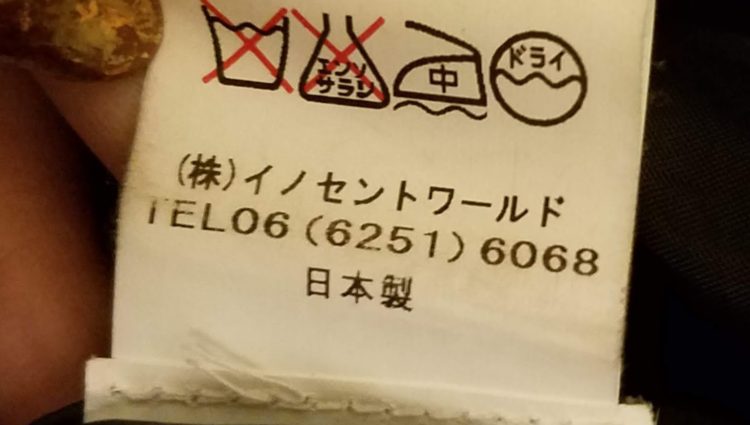 エンソ
サラシ
中
ドライ
(株)イノセントワールド
TEL06(6251)6068
日本製